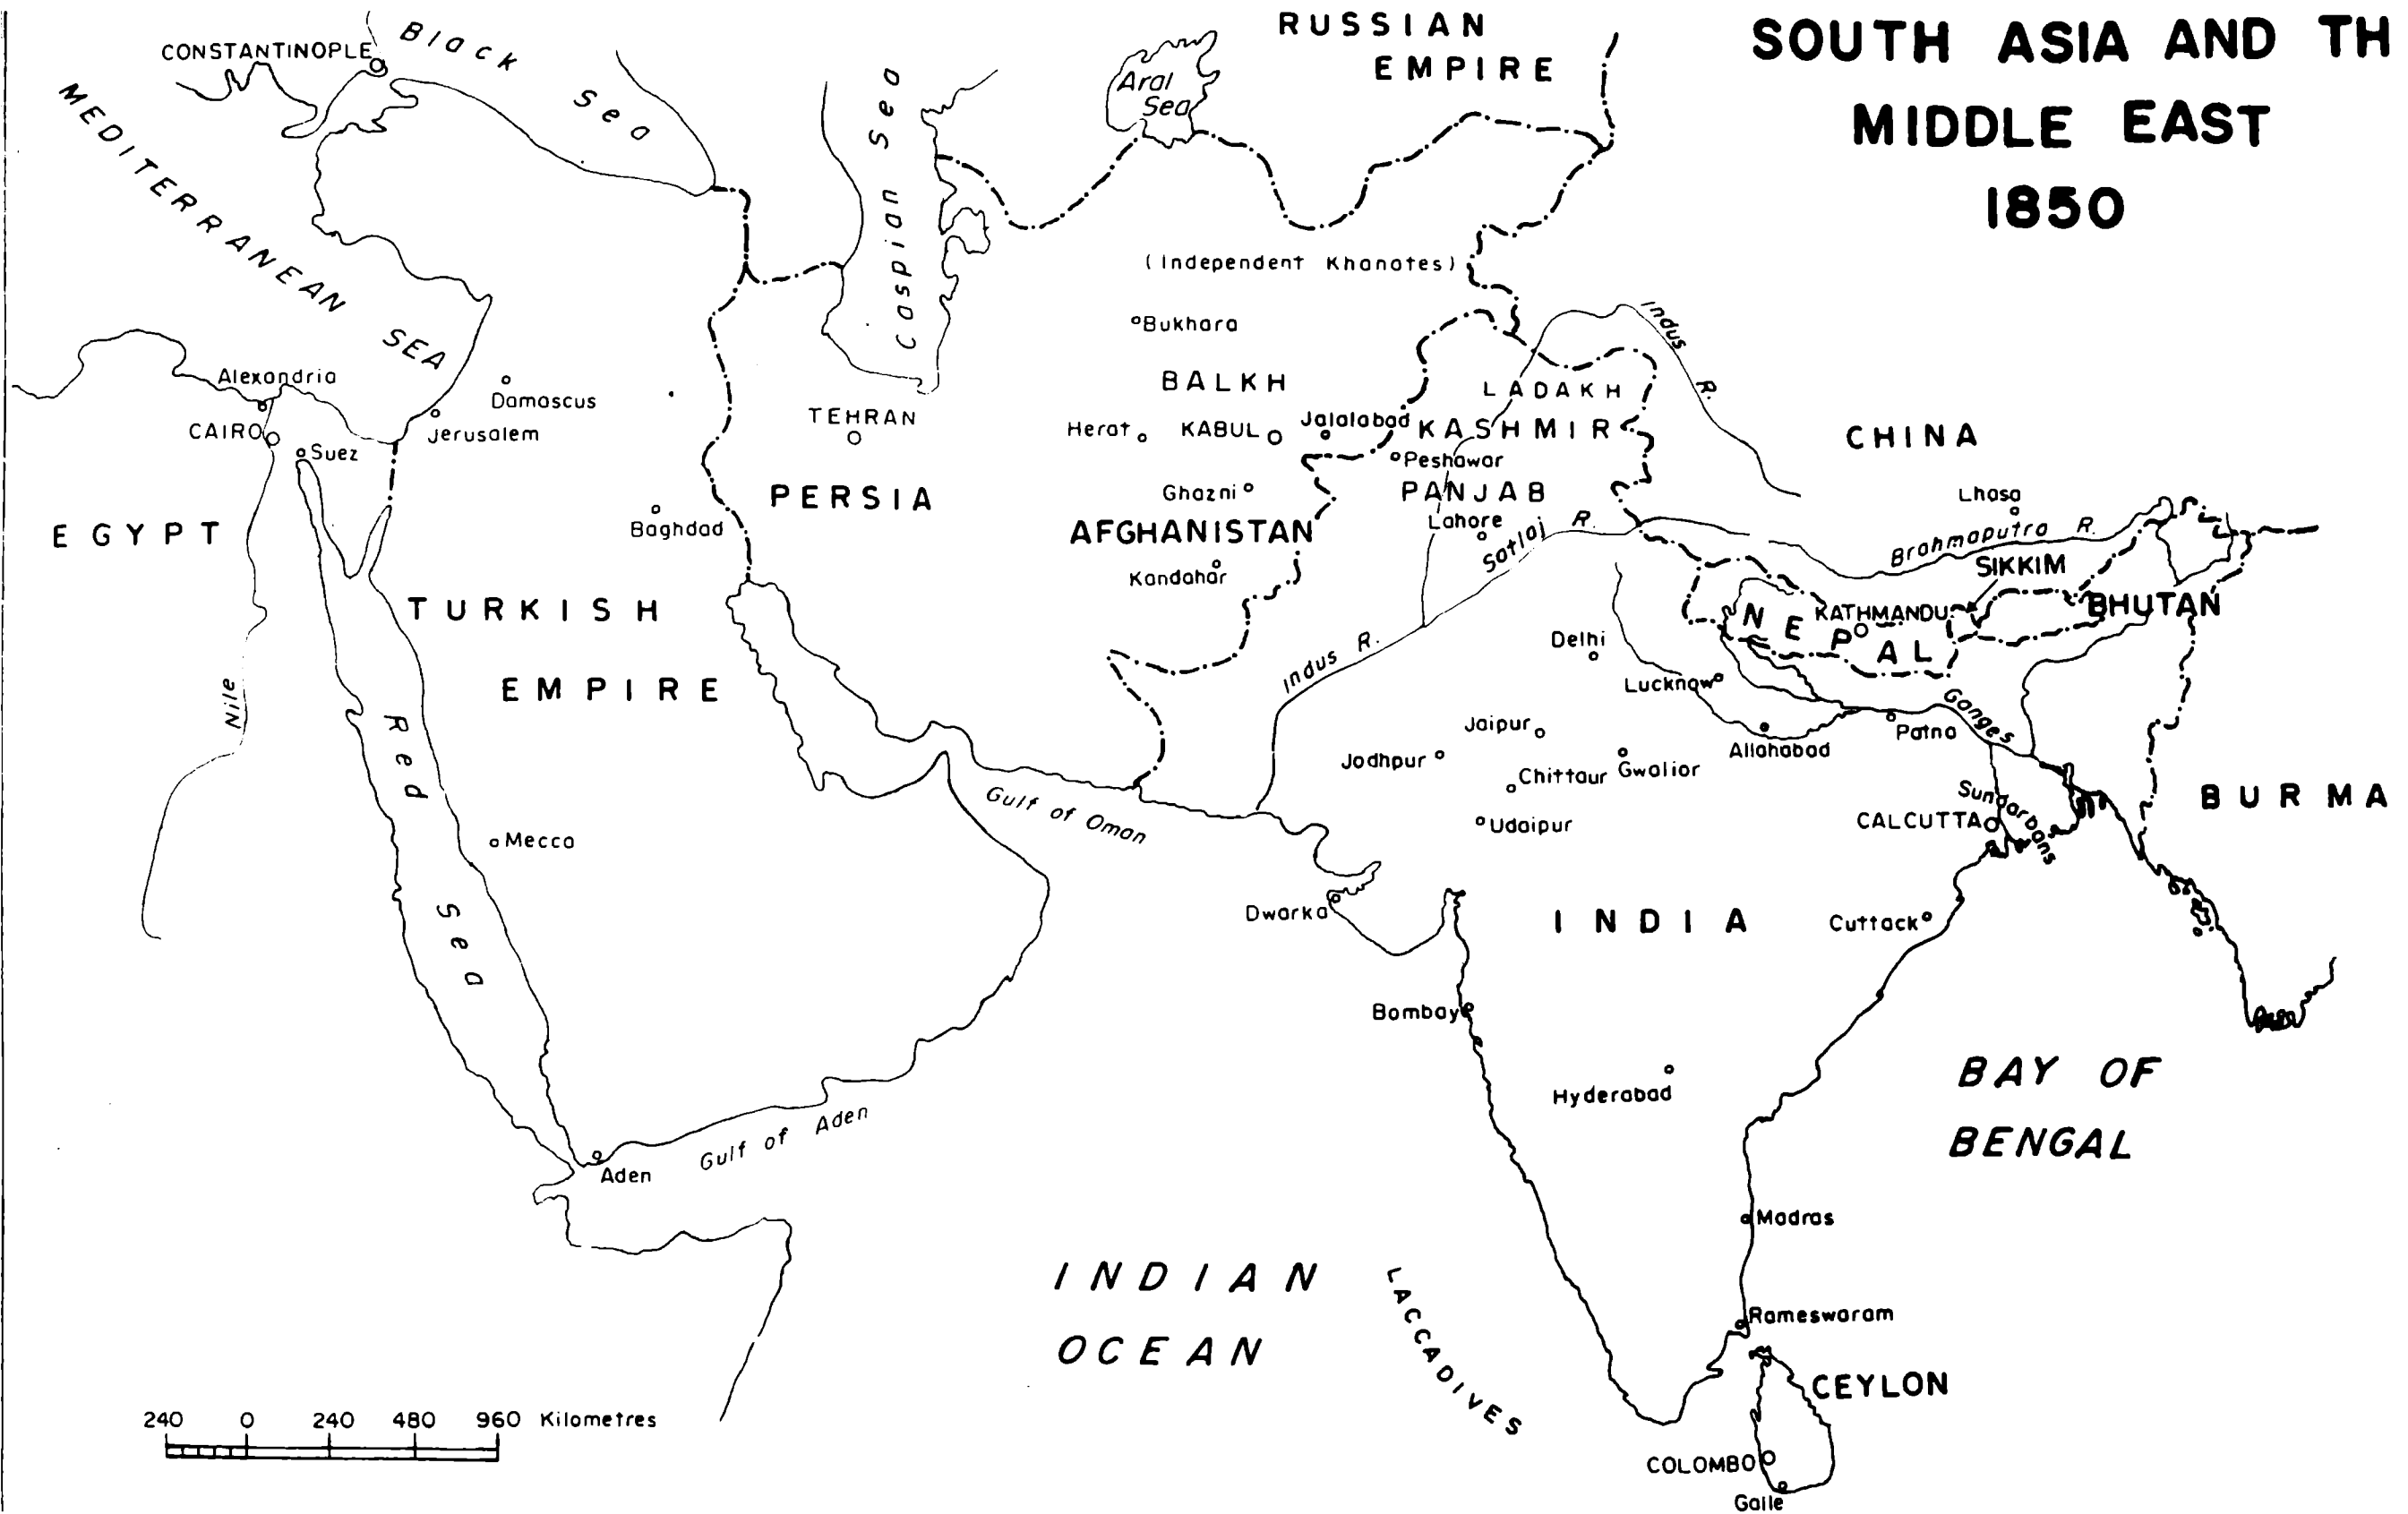 SOUTH ASIA AND TH
MIDDLE EAST
1850
RUSSIAN
EMPIRE
CONSTANTINOPLE
Black Sea
Caspian Sea
Aral
Sea
MEDITERRANEAN SEA
(Independent Khanates)
Bukhara
Indus R.
BALKH
LADAKH
Alexandria
Damascus
TEHRAN
Jalalabad
KASHMIR
CAIRO
Jerusalem
Herat
KABUL
CHINA
Suez
Peshawar
PERSIA
Ghazni
PANJAB
Lhasa
EGYPT
Baghdad
AFGHANISTAN
Lahore
Satlaj R.
Brahmaputra R.
Kandahar
SIKKIM
TURKISH
EMPIRE
KATHMANDU
BHUTAN
NEPAL
Delhi
Indus R.
Lucknow
Nile
Red Sea
Ganges
Jaipur
Patna
Jodhpur
Allahabad
Chittaur
Gwalior
Gulf of Oman
Sundarbans
BURMA
Mecca
Udaipur
CALCUTTA
Dwarka
INDIA
Cuttack
Bombay
BAY OF
BENGAL
Hyderabad
Gulf of Aden
Aden
Madras
INDIAN
OCEAN
LACCADIVES
Rameswaram
CEYLON
240 0 240 480 960 Kilometres
COLOMBO
Galle